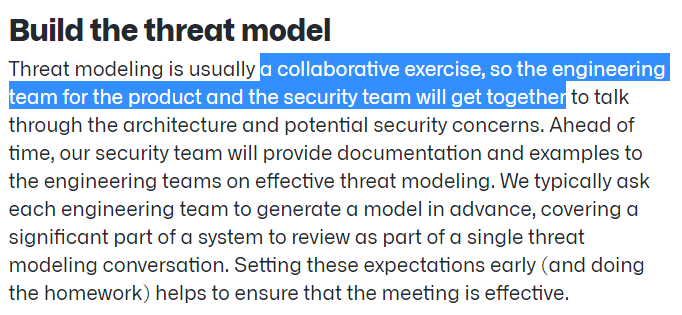 Build the threat model
Threat modeling is usually a collaborative exercise, so the engineering
team for the product and the security team will get together to talk
through the architecture and potential security concerns. Ahead of
time, our security team will provide documentation and examples to
the engineering teams on effective threat modeling. We typically ask
each engineering team to generate a model in advance, covering a
significant part of a system to review as part of a single threat
modeling conversation. Setting these expectations early (and doing
the homework) helps to ensure that the meeting is effective.